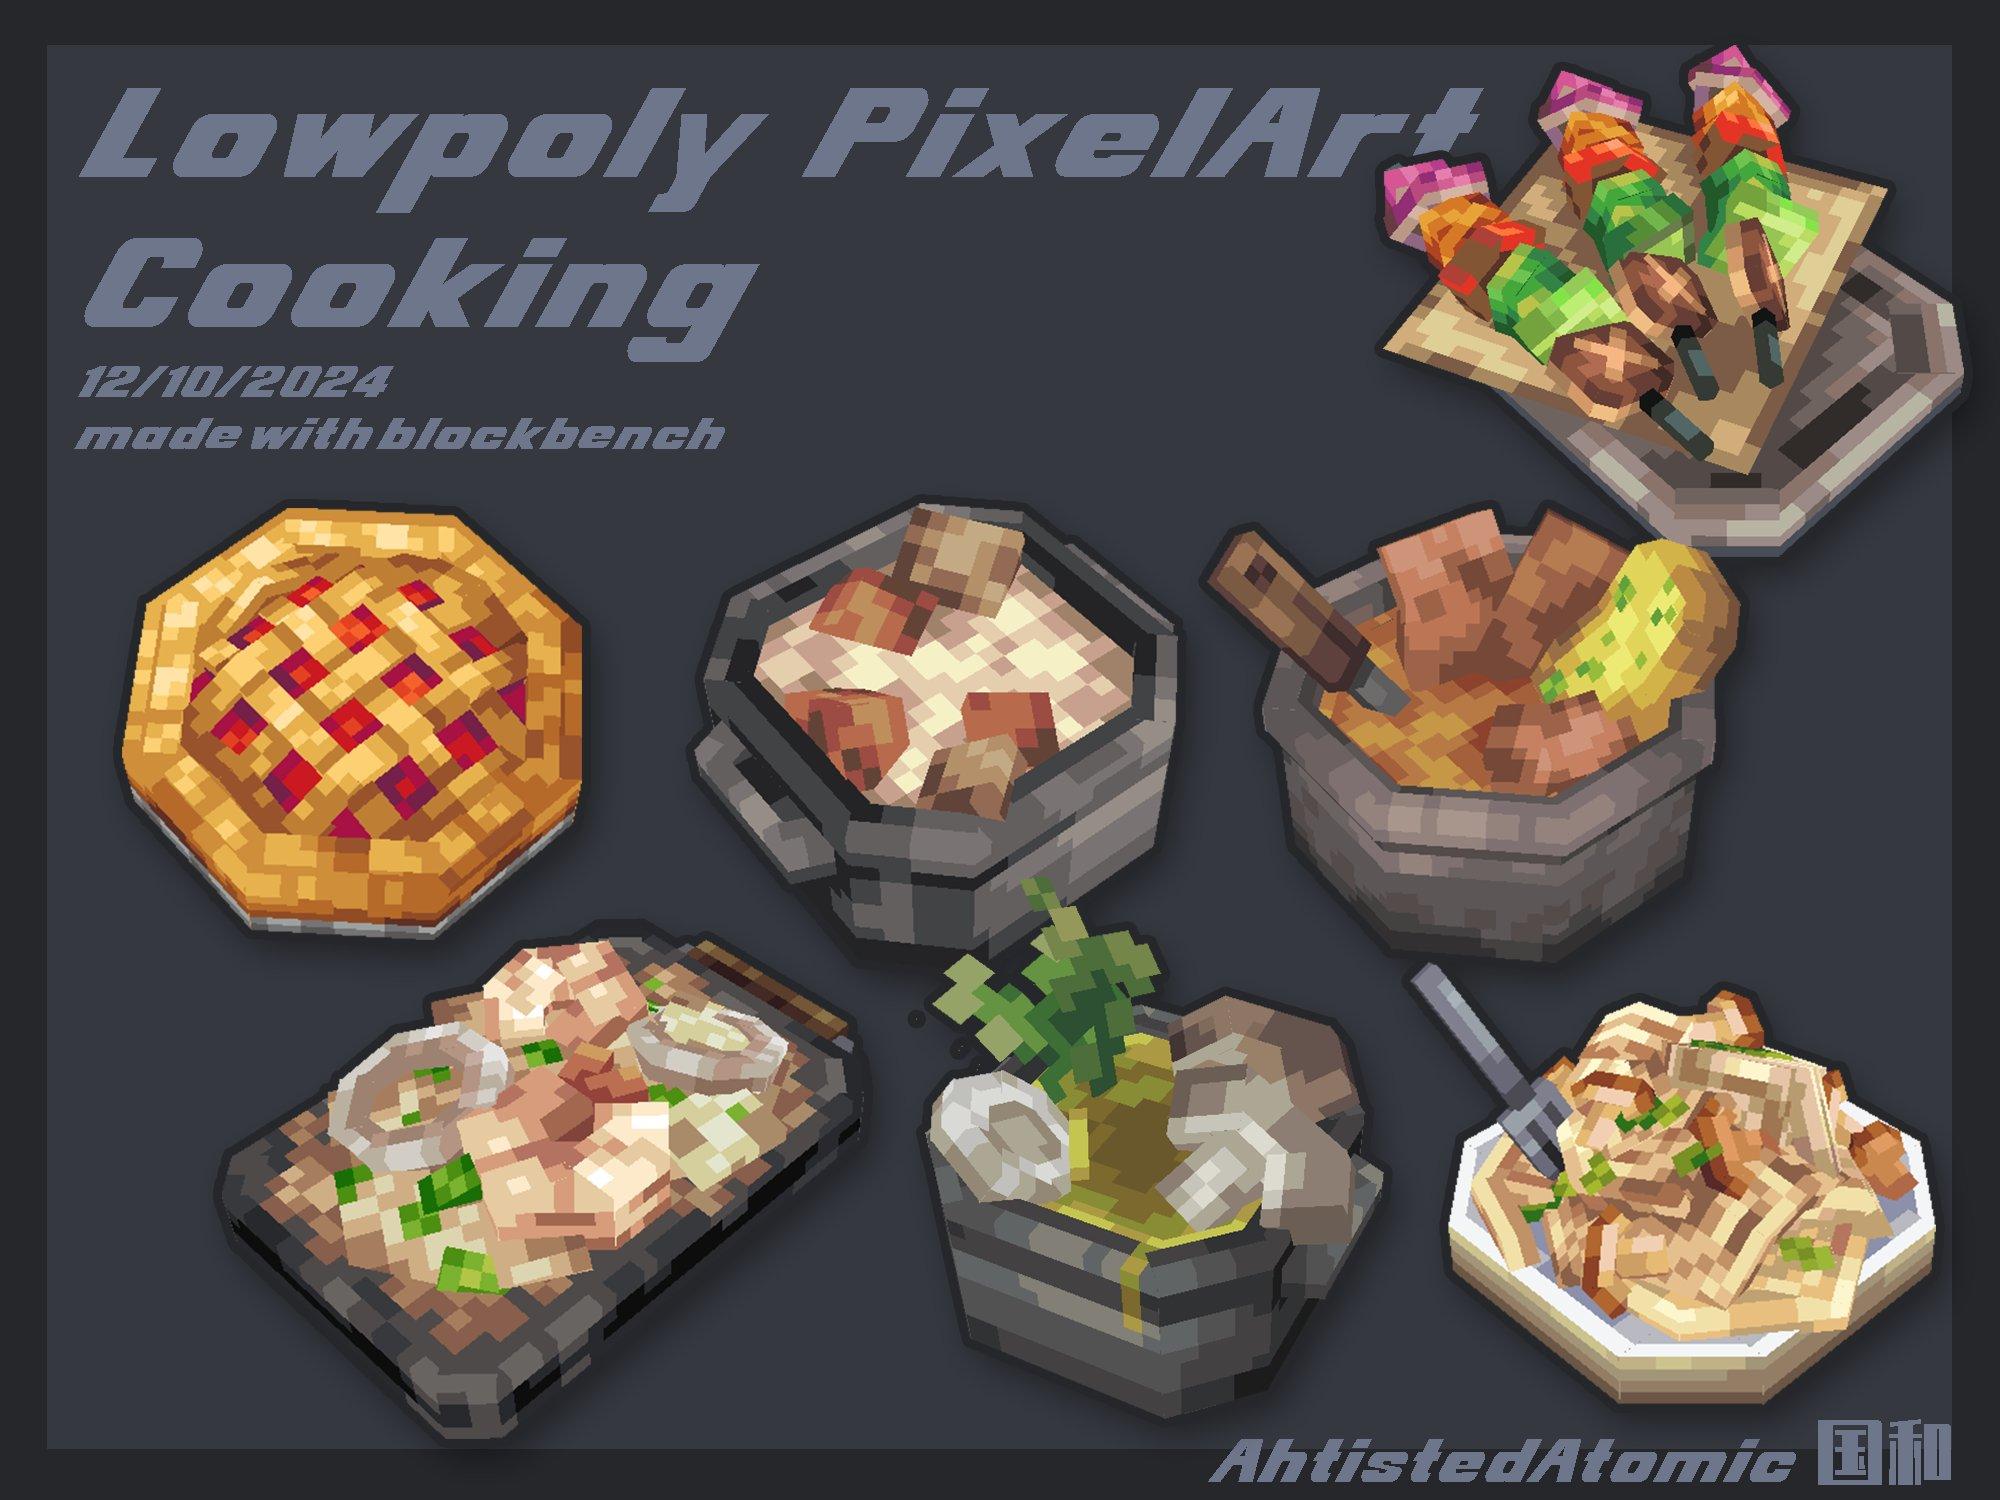 Lowpoly PixelArt
Cooking
12/10/2024
made with blockbench
AhtistedAtomic 国和